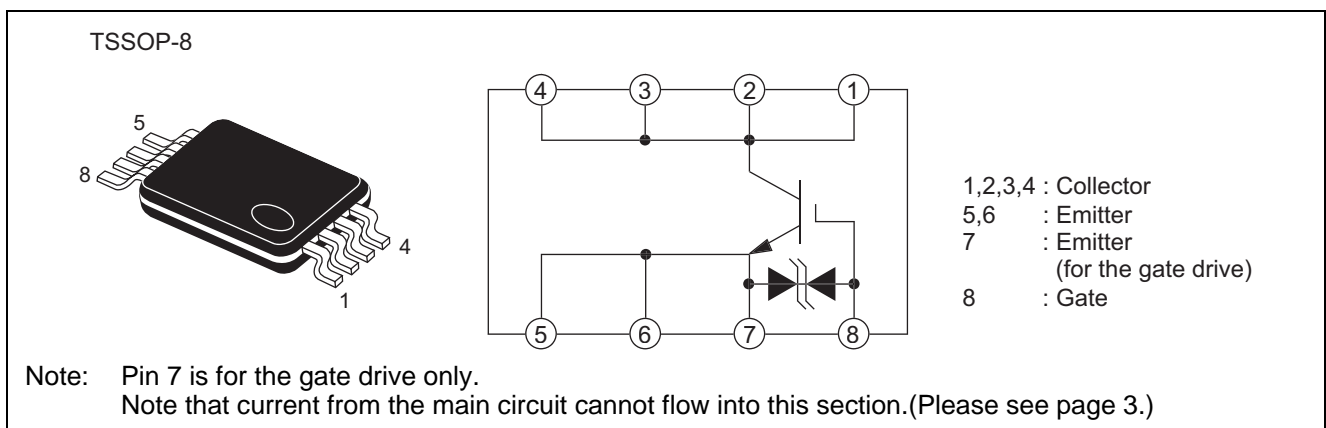 TSSOP-8
5
8
4
1
4 3 2 1
5 6 7 8
1,2,3,4 : Collector
5,6 : Emitter
7 : Emitter
(for the gate drive)
8 : Gate
Note: Pin 7 is for the gate drive only.
Note that current from the main circuit cannot flow into this section.(Please see page 3.)